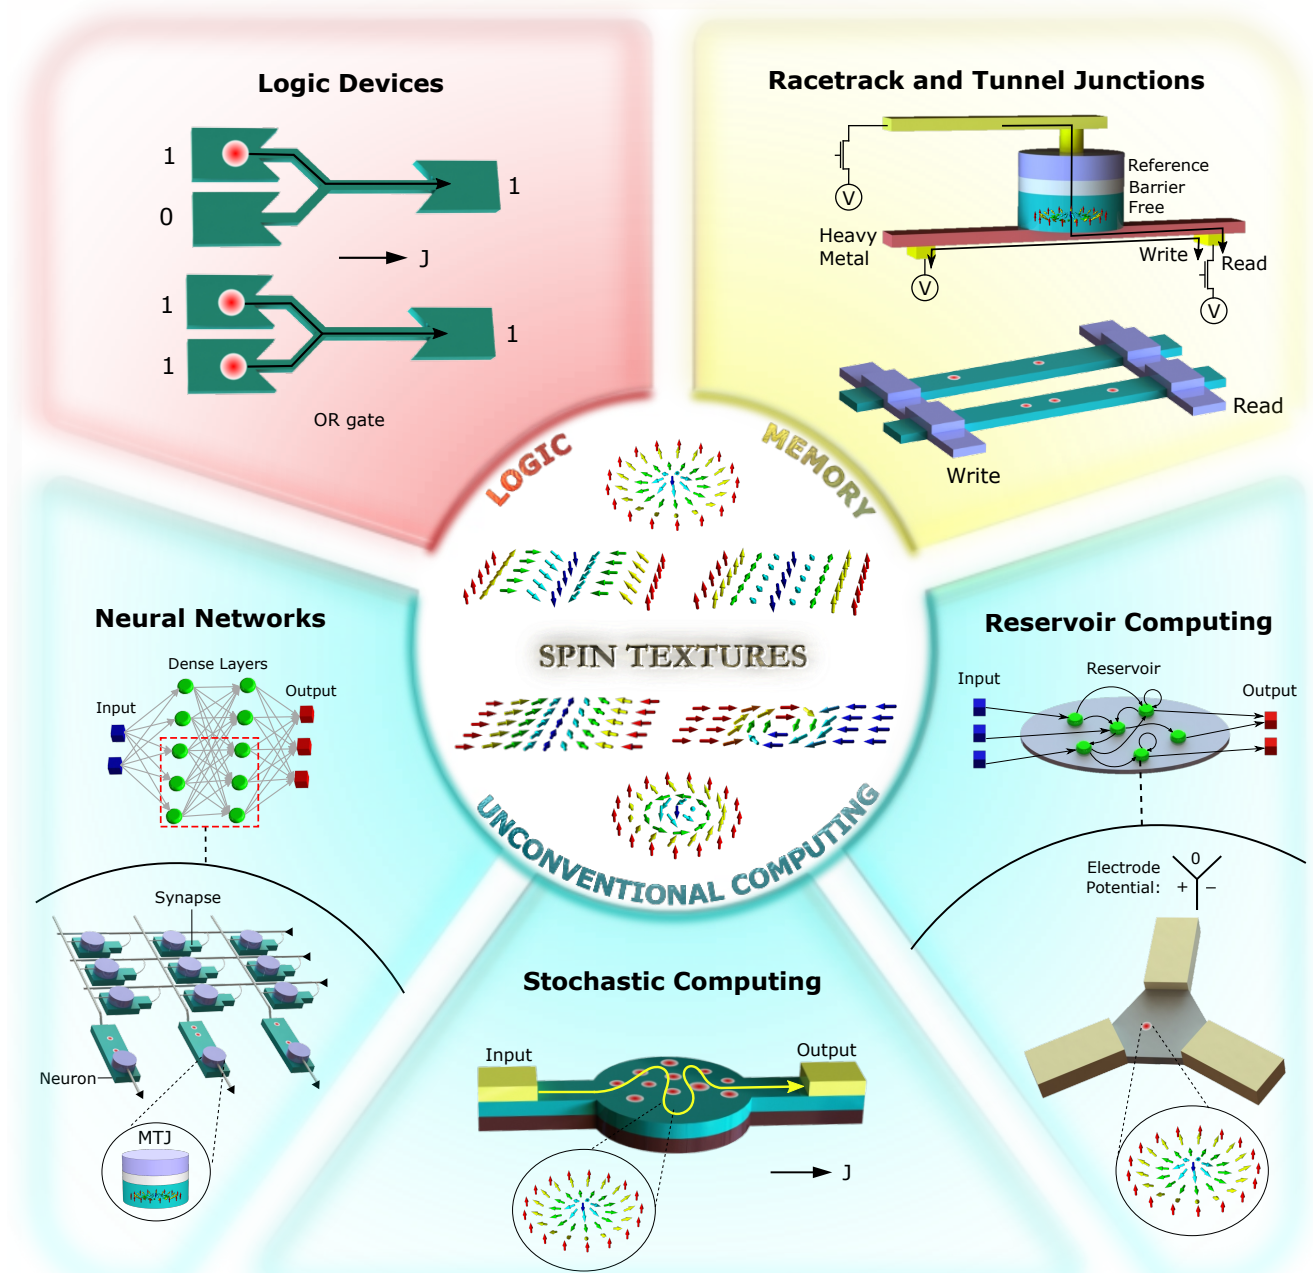 Logic Devices
1
0
1
J
1
1
1
OR gate
Racetrack and Tunnel Junctions
Reference
Barrier
Free
V
Heavy
Metal
Write
Read
V
V
Read
Write
LOGIC
MEMORY
SPIN TEXTURES
UNCONVENTIONAL COMPUTING
Neural Networks
Dense Layers
Input
Output
Synapse
Neuron
MTJ
Stochastic Computing
Input
Output
J
Reservoir Computing
Input
Reservoir
Output
Electrode
Potential:
0
+
−